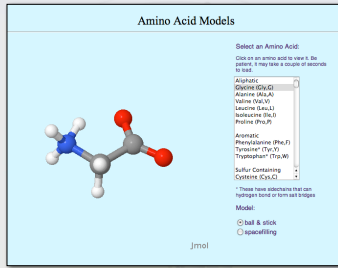 Amino Acid Models
Select an Amino Acid:
Click on an amino acid to view it. Be
patient, it may take a couple of seconds
to load.
Aliphatic
Glycine (Gly,G)
Alanine (Ala,A)
Valine (Val,V)
Leucine (Leu,L)
Isoleucine (Ile,I)
Proline (Pro,P)
Aromatic
Phenylalanine (Phe,F)
Tyrosine* (Tyr,Y)
Tryptophan* (Trp,W)
Sulfur Containing
Cysteine (Cys,C)
* These have sidechains that can
hydrogen bond or form salt bridges
Model:
ball & stick
spacefilling
Jmol